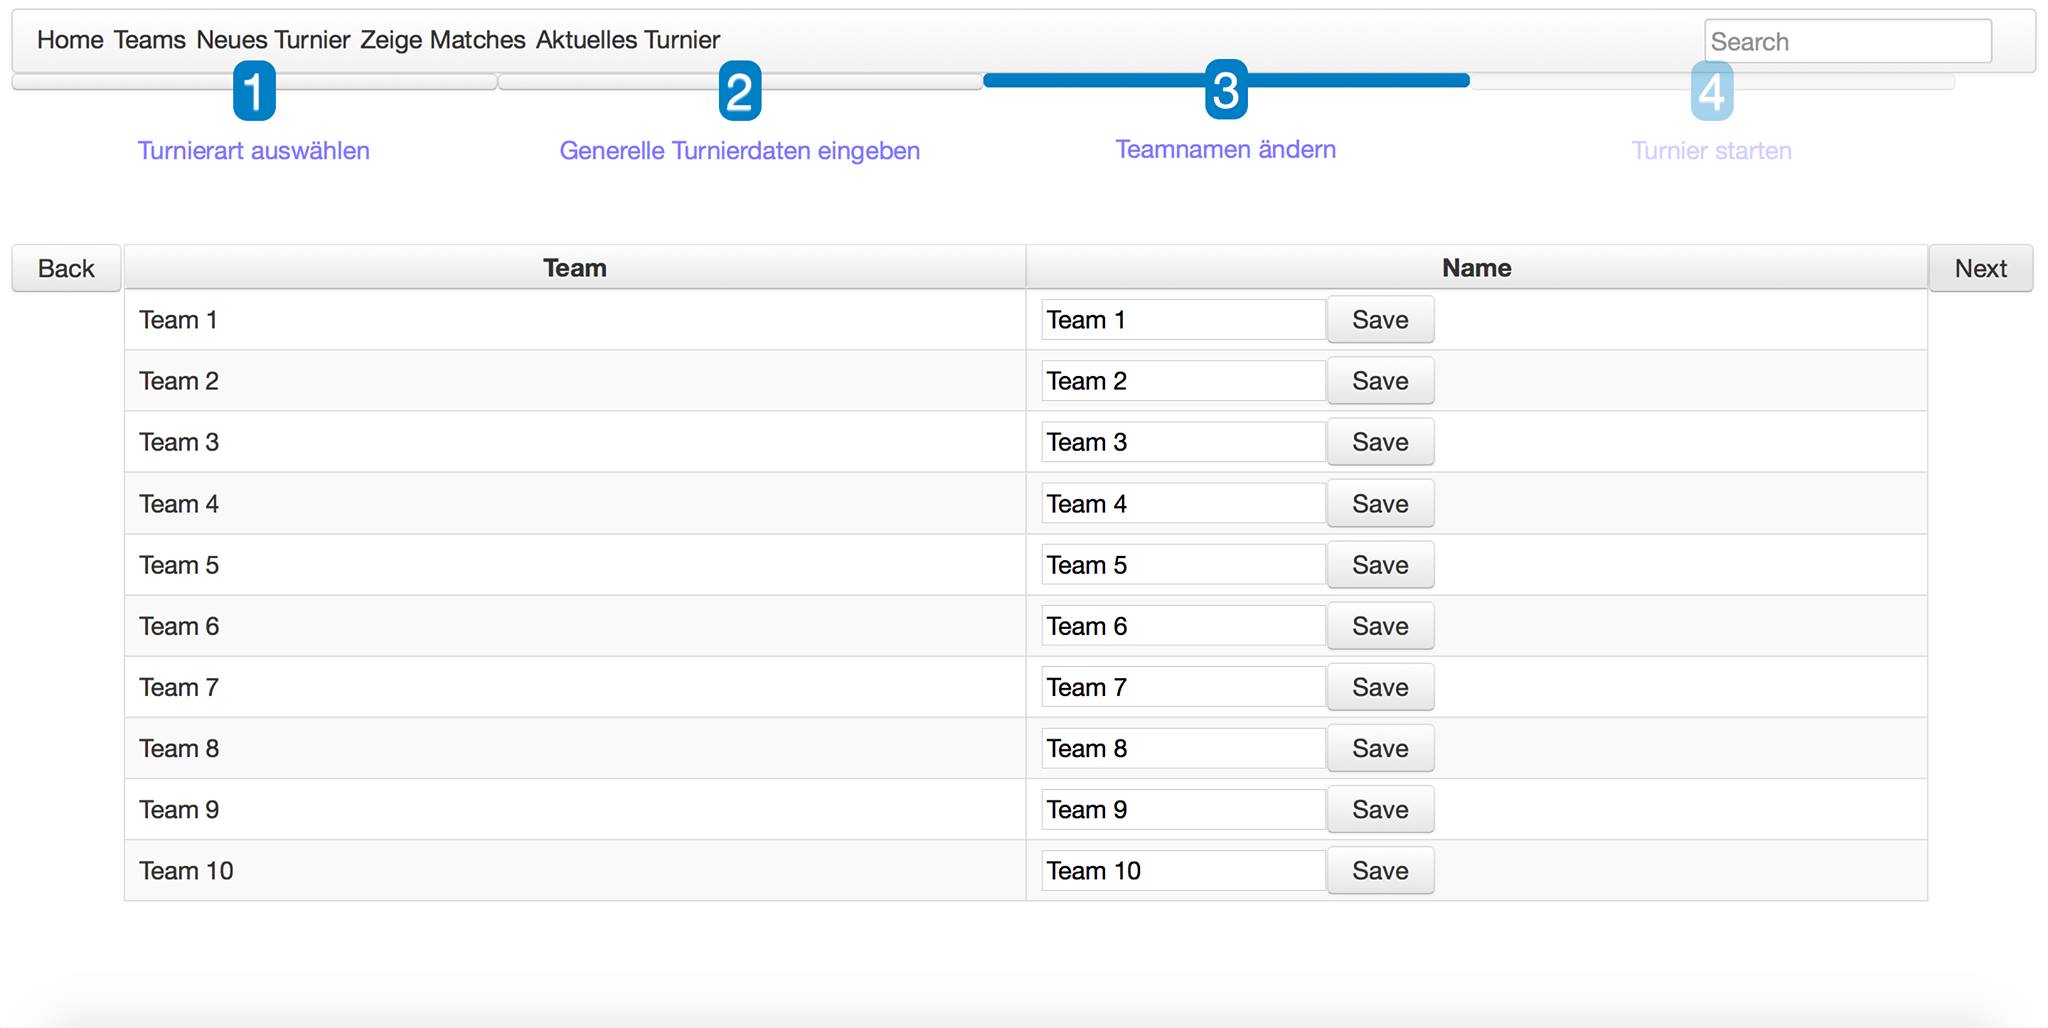 Home Teams Neues Turnier Zeige Matches Aktuelles Turnier Search
1 2 3 4
Turnierart auswählen Generelle Turnierdaten eingeben Teamnamen ändern Turnier starten
Back Team Name Next
Team 1 Team 1 Save
Team 2 Team 2 Save
Team 3 Team 3 Save
Team 4 Team 4 Save
Team 5 Team 5 Save
Team 6 Team 6 Save
Team 7 Team 7 Save
Team 8 Team 8 Save
Team 9 Team 9 Save
Team 10 Team 10 Save